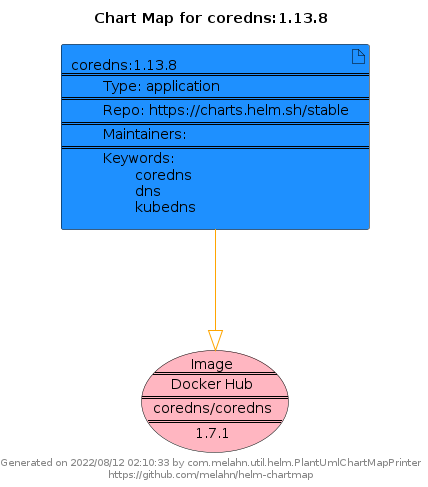 Chart Map for coredns:1.13.8
coredns:1.13.8
Type: application
Repo: https://charts.helm.sh/stable
Maintainers:
Keywords:
coredns
dns
kubedns
Image
Docker Hub
coredns/coredns
1.7.1
Generated on 2022/08/12 02:10:33 by com.melahn.util.helm.PlantUmlChartMapPrinter
https://github.com/melahn/helm-chartmap